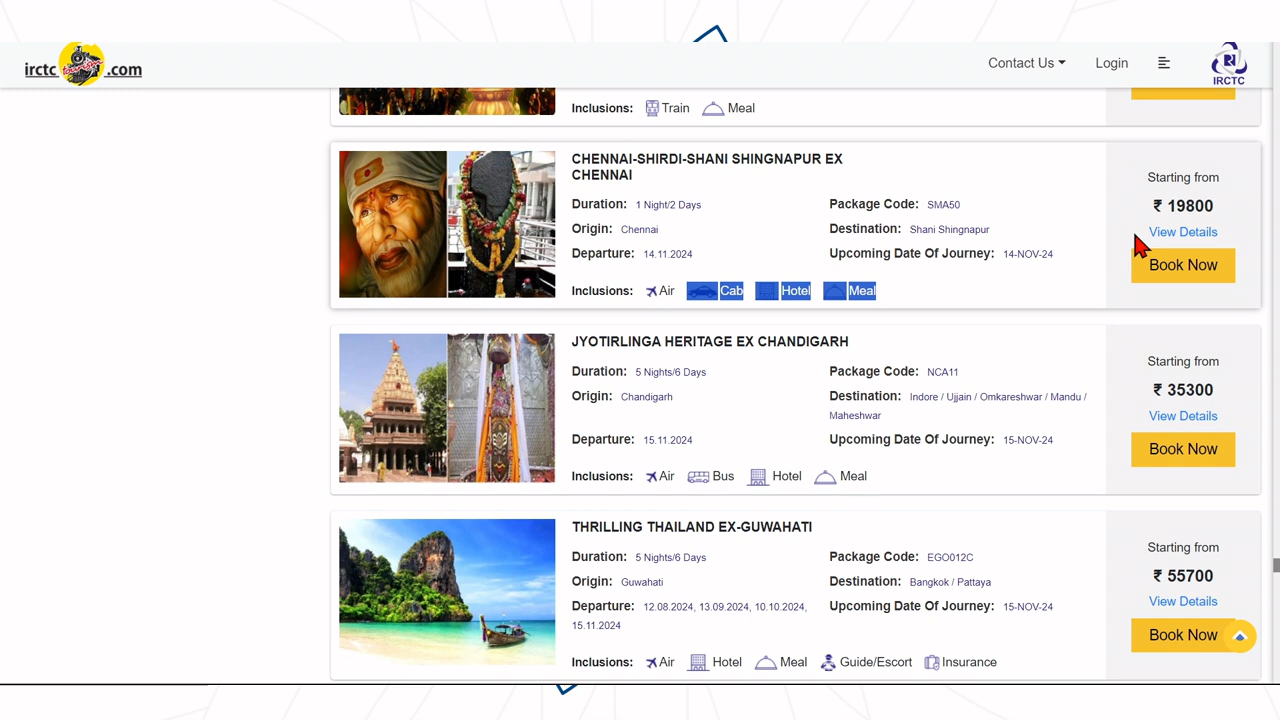 irctc tourism .com
Contact Us
Login
IRCTC
Inclusions: Train Meal
CHENNAI-SHIRDI-SHANI SHINGNAPUR EX
CHENNAI
Duration: 1 Night/2 Days
Package Code: SMA50
Origin: Chennai
Destination: Shani Shingnapur
Departure: 14.11.2024
Upcoming Date Of Journey: 14-NOV-24
Inclusions: Air Cab Hotel Meal
Starting from
₹ 19800
View Details
Book Now
JYOTIRLINGA HERITAGE EX CHANDIGARH
Duration: 5 Nights/6 Days
Package Code: NCA11
Origin: Chandigarh
Destination: Indore / Ujjain / Omkareshwar / Mandu /
Maheshwar
Departure: 15.11.2024
Upcoming Date Of Journey: 15-NOV-24
Inclusions: Air Bus Hotel Meal
Starting from
₹ 35300
View Details
Book Now
THRILLING THAILAND EX-GUWAHATI
Duration: 5 Nights/6 Days
Package Code: EGO012C
Origin: Guwahati
Destination: Bangkok / Pattaya
Departure: 12.08.2024, 13.09.2024, 10.10.2024,
15.11.2024
Upcoming Date Of Journey: 15-NOV-24
Inclusions: Air Hotel Meal Guide/Escort Insurance
Starting from
₹ 55700
View Details
Book Now